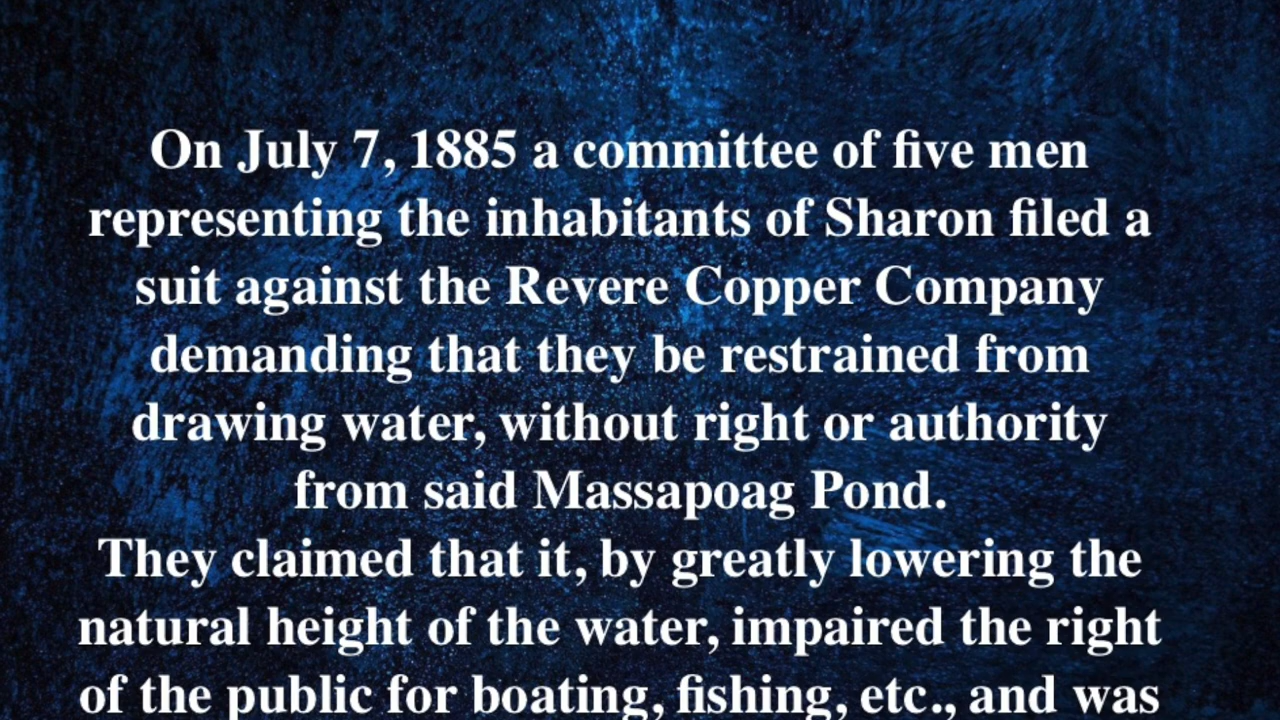 On July 7, 1885 a committee of five men
representing the inhabitants of Sharon filed a
suit against the Revere Copper Company
demanding that they be restrained from
drawing water, without right or authority
from said Massapoag Pond.
They claimed that it, by greatly lowering the
natural height of the water, impaired the right
of the public for boating, fishing, etc., and was